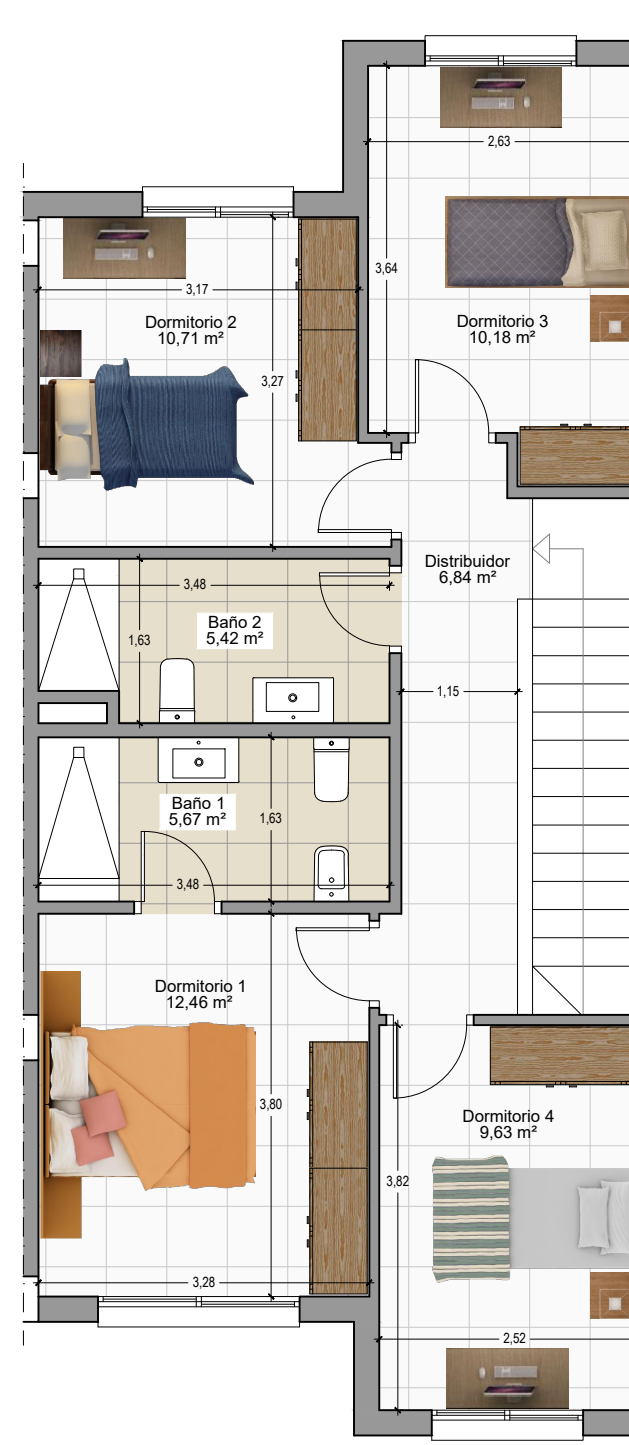 2,63
3,64
Dormitorio 3
10,18 m²
3,17
Dormitorio 2
10,71 m²
3,27
Distribuidor
6,84 m²
3,48
Baño 2
5,42 m²
1,63
1,15
Baño 1
5,67 m²
1,63
3,48
Dormitorio 1
12,46 m²
3,80
3,28
Dormitorio 4
9,63 m²
3,82
2,52